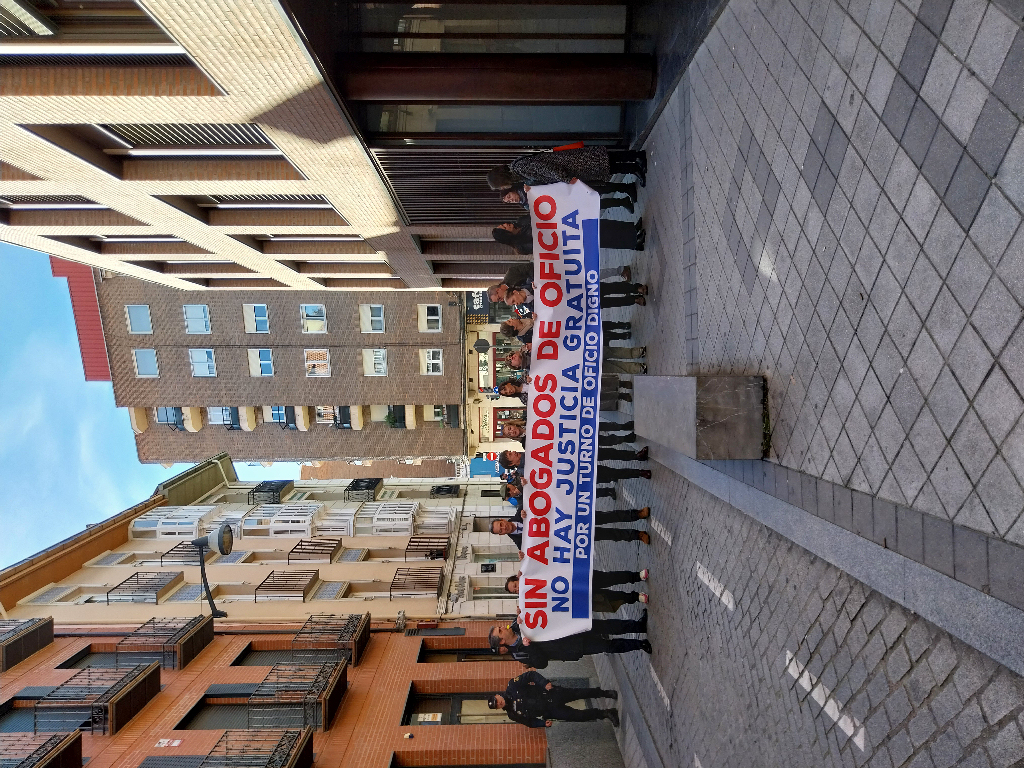 SIN ABOGADOS DE OFICIO
NO HAY JUSTICIA GRATUITA
POR UN TURNO DE OFICIO DIGNO